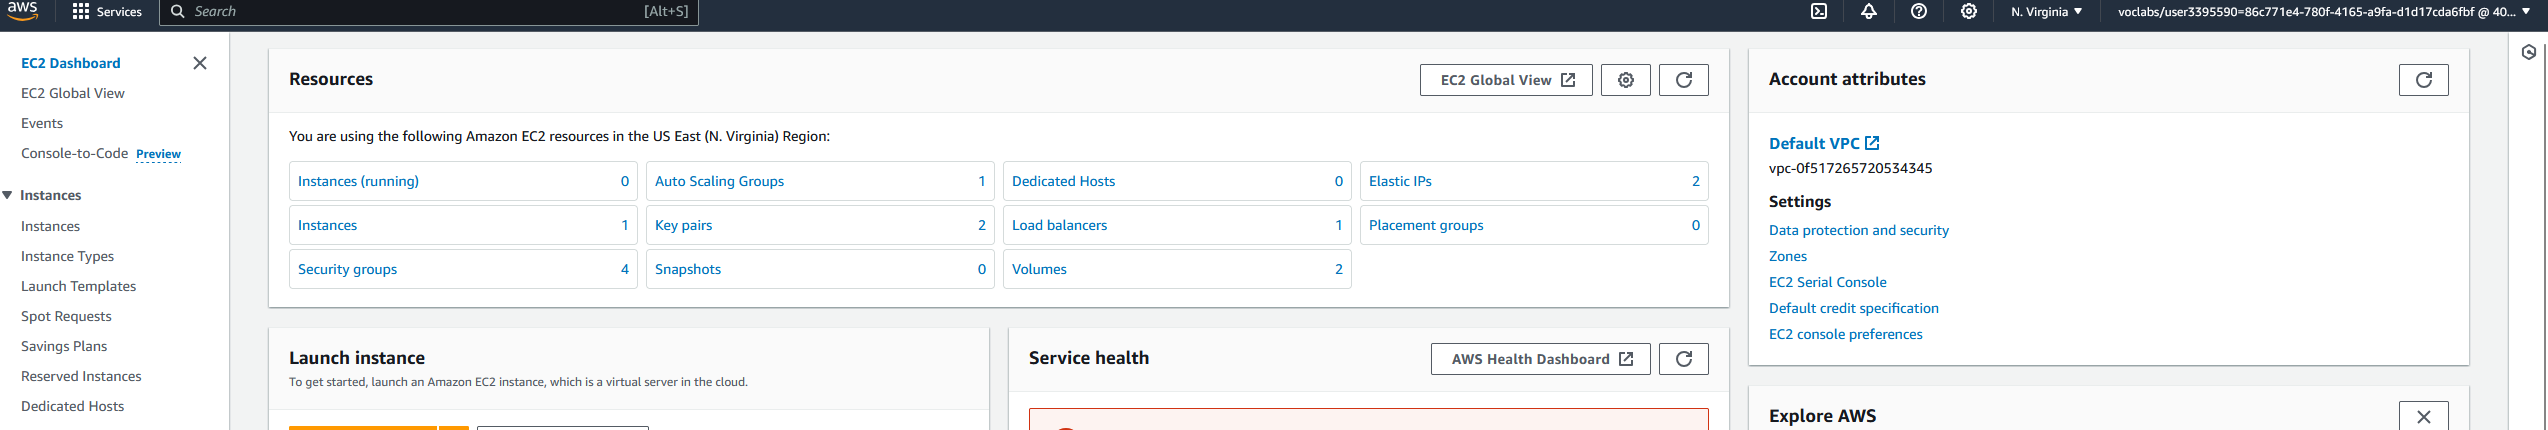 aws
Services
Search
[Alt+S]
N. Virginia
voclabs/user3395590=86c771e4-780f-4165-a9fa-d1d17cda6fbf @ 40...
EC2 Dashboard
EC2 Global View
Events
Console-to-Code Preview
Instances
Instances
Instance Types
Launch Templates
Spot Requests
Savings Plans
Reserved Instances
Dedicated Hosts
Resources
EC2 Global View
You are using the following Amazon EC2 resources in the US East (N. Virginia) Region:
Instances (running) 0
Auto Scaling Groups 1
Dedicated Hosts 0
Elastic IPs 2
Instances 1
Key pairs 2
Load balancers 1
Placement groups 0
Security groups 4
Snapshots 0
Volumes 2
Launch instance
To get started, launch an Amazon EC2 instance, which is a virtual server in the cloud.
Service health
AWS Health Dashboard
Account attributes
Default VPC
vpc-0f517265720534345
Settings
Data protection and security
Zones
EC2 Serial Console
Default credit specification
EC2 console preferences
Explore AWS